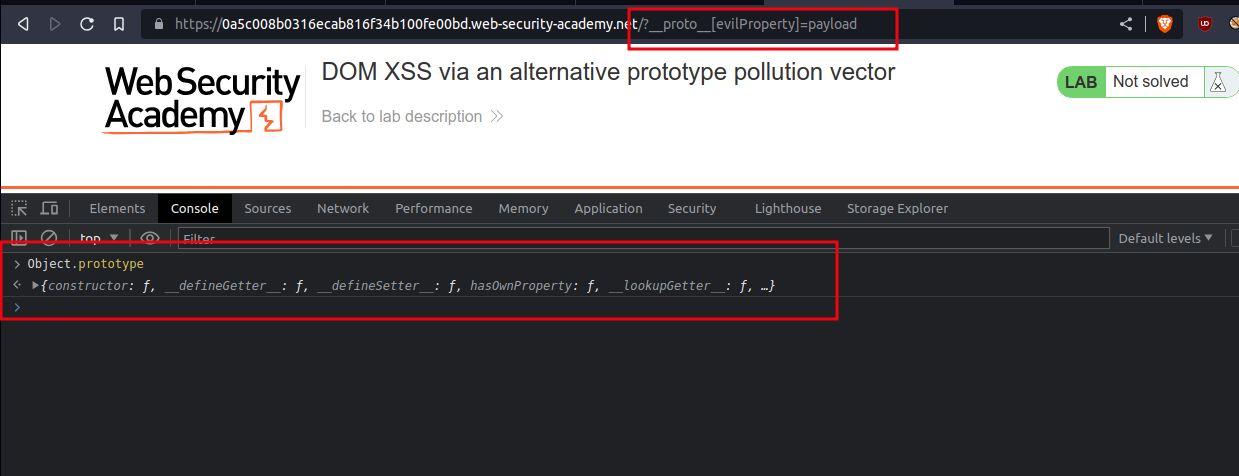 https://0a5c008b0316ecab816f34b100fe00bd.web-security-academy.net/?__proto__[evilProperty]=payload
Web Security
Academy
DOM XSS via an alternative prototype pollution vector
Back to lab description
LAB Not solved
Elements Console Sources Network Performance Memory Application Security Lighthouse Storage Explorer
top Filter Default levels
> Object.prototype
{constructor: ƒ, __defineGetter__: ƒ, __defineSetter__: ƒ, hasOwnProperty: ƒ, __lookupGetter__: ƒ, …}
>